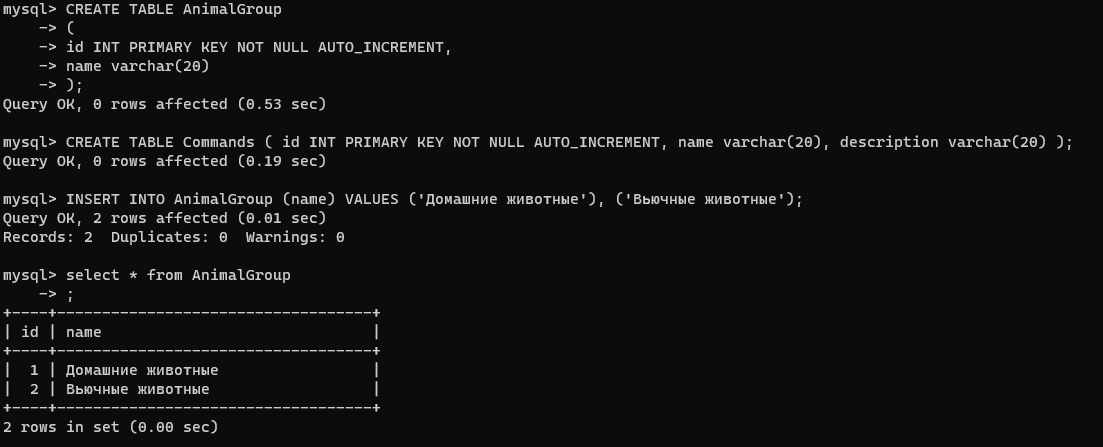 mysql> CREATE TABLE AnimalGroup
    -> (
    -> id INT PRIMARY KEY NOT NULL AUTO_INCREMENT,
    -> name varchar(20)
    -> );
Query OK, 0 rows affected (0.53 sec)

mysql> CREATE TABLE Commands ( id INT PRIMARY KEY NOT NULL AUTO_INCREMENT, name varchar(20), description varchar(20) );
Query OK, 0 rows affected (0.19 sec)

mysql> INSERT INTO AnimalGroup (name) VALUES ('Домашние животные'), ('Вьючные животные');
Query OK, 2 rows affected (0.01 sec)
Records: 2  Duplicates: 0  Warnings: 0

mysql> select * from AnimalGroup
    -> ;
+----+-----------------------------------+
| id | name                              |
+----+-----------------------------------+
|  1 | Домашние животные                 |
|  2 | Вьючные животные                  |
+----+-----------------------------------+
2 rows in set (0.00 sec)